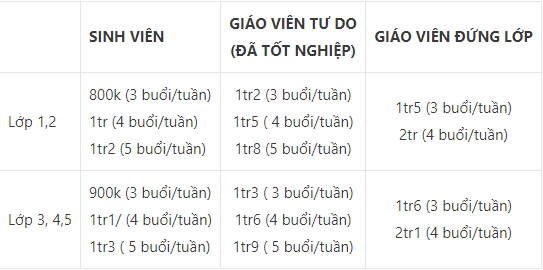 SINH VIÊN
GIÁO VIÊN TỰ DO
(ĐÃ TỐT NGHIỆP)
GIÁO VIÊN ĐỨNG LỚP
Lớp 1,2
800k (3 buổi/tuần)
1tr (4 buổi/tuần)
1tr2 (5 buổi/tuần)
1tr2 (3 buổi/tuần)
1tr5 ( 4 buổi/tuần)
1tr8 (5 buổi/tuần)
1tr5 (3 buổi/tuần)
2tr (4 buổi/tuần)
Lớp 3, 4,5
900k (3 buổi/tuần)
1tr1/ (4 buổi/tuần)
1tr3 ( 5 buổi/tuần)
1tr3 ( 3 buổi/tuần)
1tr6 (4 buổi/tuần)
1tr9 ( 5 buổi/tuần)
1tr6 (3 buổi/tuần)
2tr1 (4 buổi/tuần)